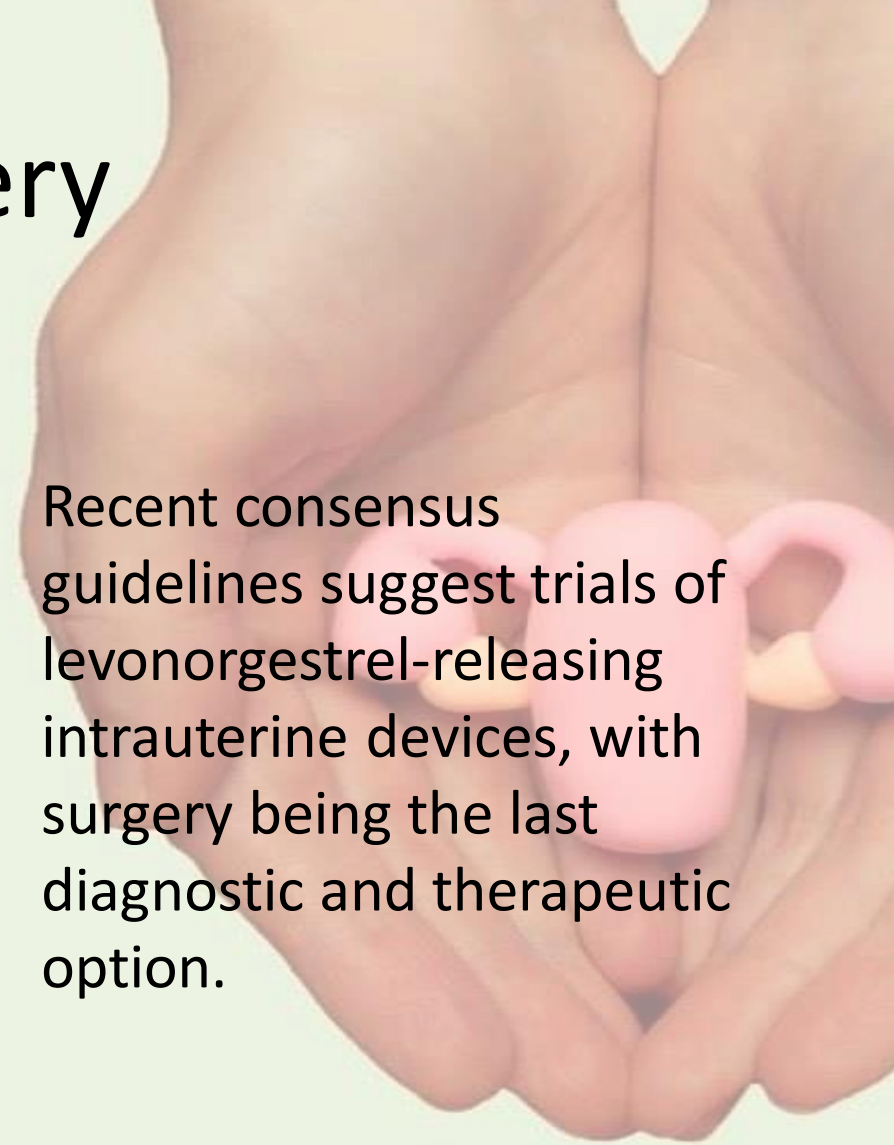 ery
Recent consensus
guidelines suggest trials of
levonorgestrel-releasing
intrauterine devices, with
surgery being the last
diagnostic and therapeutic
option.